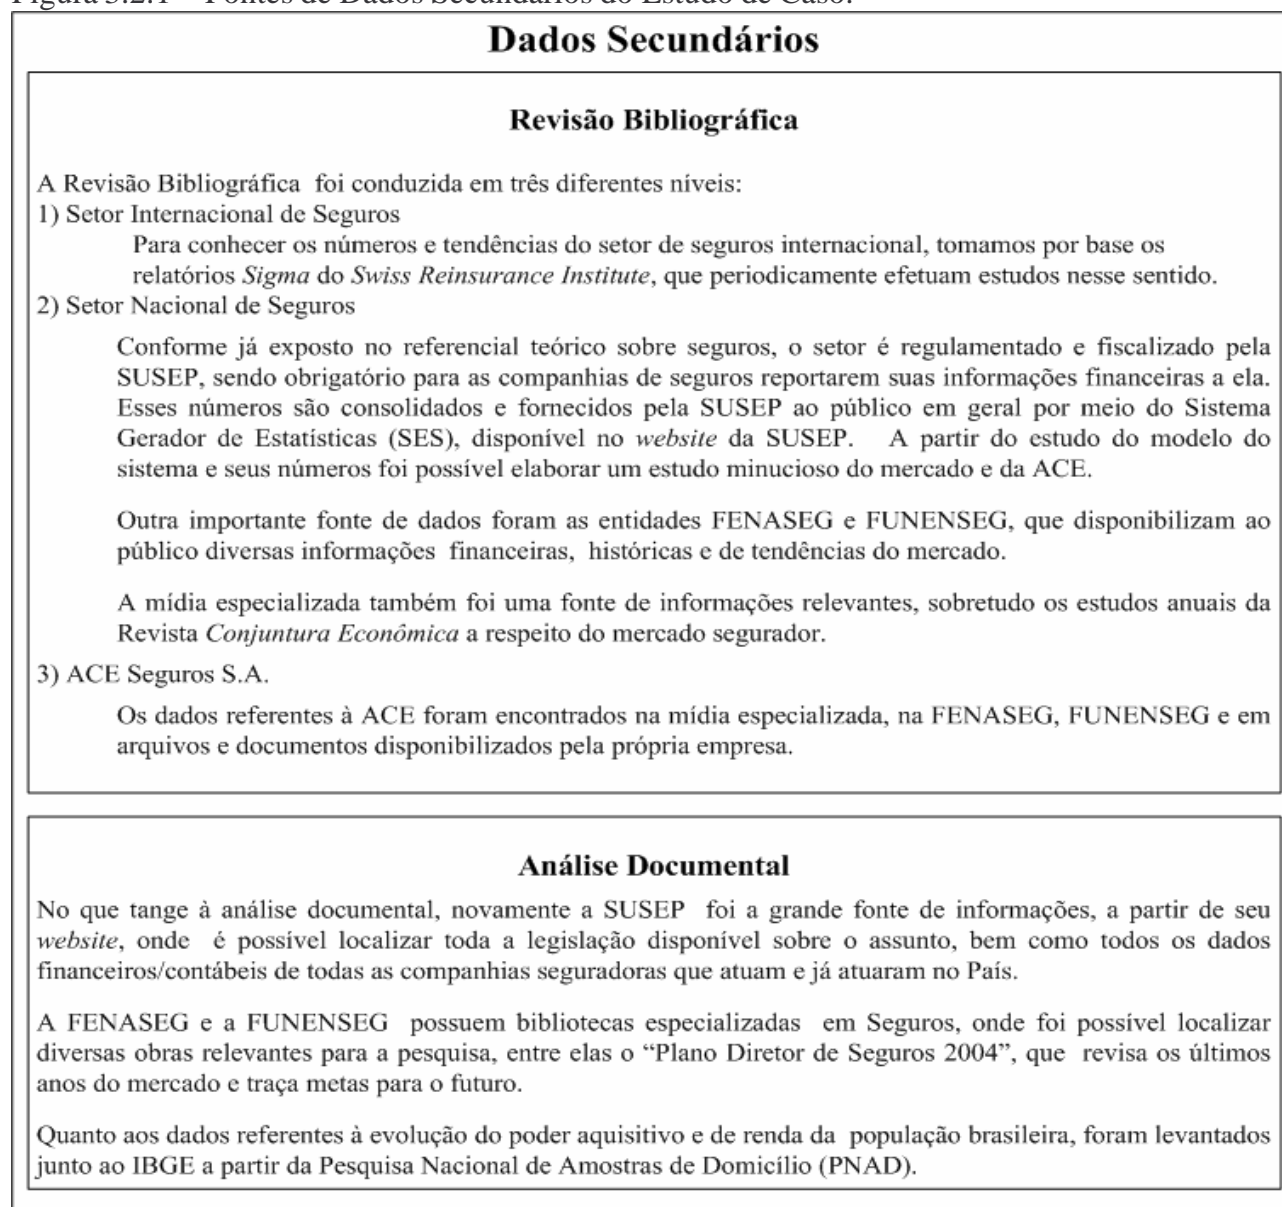 Figura 3.2.1 – Fontes de Dados Secundários do Estudo de Caso.
Dados Secundários
Revisão Bibliográfica
A Revisão Bibliográfica foi conduzida em três diferentes níveis:
1) Setor Internacional de Seguros
Para conhecer os números e tendências do setor de seguros internacional, tomamos por base os
relatórios Sigma do Swiss Reinsurance Institute, que periodicamente efetuam estudos nesse sentido.
2) Setor Nacional de Seguros
Conforme já exposto no referencial teórico sobre seguros, o setor é regulamentado e fiscalizado pela
SUSEP, sendo obrigatório para as companhias de seguros reportarem suas informações financeiras a ela.
Esses números são consolidados e fornecidos pela SUSEP ao público em geral por meio do Sistema
Gerador de Estatísticas (SES), disponível no website da SUSEP. A partir do estudo do modelo do
sistema e seus números foi possível elaborar um estudo minucioso do mercado e da ACE.
Outra importante fonte de dados foram as entidades FENASEG e FUNENSEG, que disponibilizam ao
público diversas informações financeiras, históricas e de tendências do mercado.
A mídia especializada também foi uma fonte de informações relevantes, sobretudo os estudos anuais da
Revista Conjuntura Econômica a respeito do mercado segurador.
3) ACE Seguros S.A.
Os dados referentes à ACE foram encontrados na mídia especializada, na FENASEG, FUNENSEG e em
arquivos e documentos disponibilizados pela própria empresa.
Análise Documental
No que tange à análise documental, novamente a SUSEP foi a grande fonte de informações, a partir de seu
website, onde é possível localizar toda a legislação disponível sobre o assunto, bem como todos os dados
financeiros/contábeis de todas as companhias seguradoras que atuam e já atuaram no País.
A FENASEG e a FUNENSEG possuem bibliotecas especializadas em Seguros, onde foi possível localizar
diversas obras relevantes para a pesquisa, entre elas o “Plano Diretor de Seguros 2004”, que revisa os últimos
anos do mercado e traça metas para o futuro.
Quanto aos dados referentes à evolução do poder aquisitivo e de renda da população brasileira, foram levantados
junto ao IBGE a partir da Pesquisa Nacional de Amostras de Domicílio (PNAD).